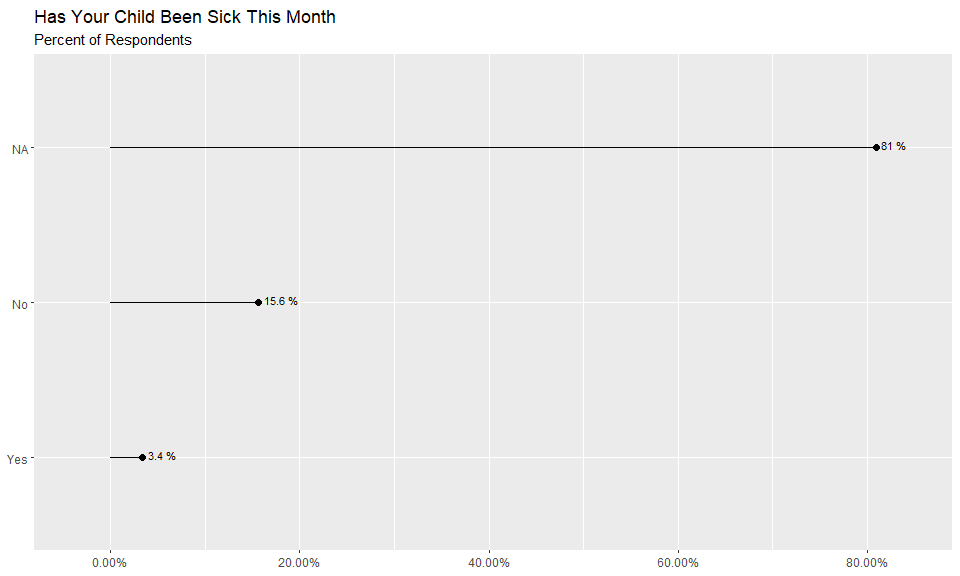 Has Your Child Been Sick This Month
Percent of Respondents
NA
81 %
No
15.6 %
Yes
3.4 %
0.00% 20.00% 40.00% 60.00% 80.00%